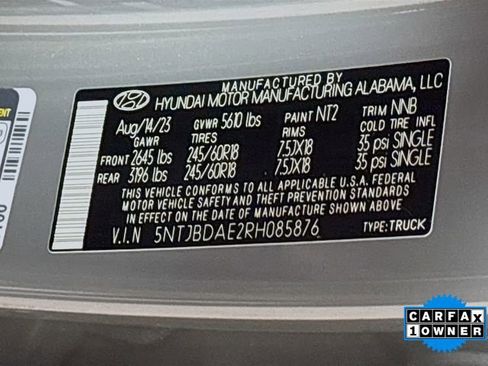 MANUFACTURED BY
HYUNDAI MOTOR MANUFACTURING ALABAMA, LLC
Aug/14/23 GVWR 5610 lbs PAINT NT2 TRIM NNB
GAWR TIRES RIMS COLD TIRE INFL
FRONT 2645 lbs 245/60R18 7.5JX18 35 psi SINGLE
REAR 3196 lbs 245/60R18 7.5JX18 35 psi SINGLE
THIS VEHICLE CONFORMS TO ALL APPLICABLE U.S.A FEDERAL
MOTOR VEHICLE SAFETY AND THEFT PREVENTION STANDARDS
IN EFFECT ON THE DATE OF MANUFACTURE SHOWN ABOVE
V.I.N 5NTJBDAE2RH085876 TYPE:TRUCK
CARFAX
1 OWNER